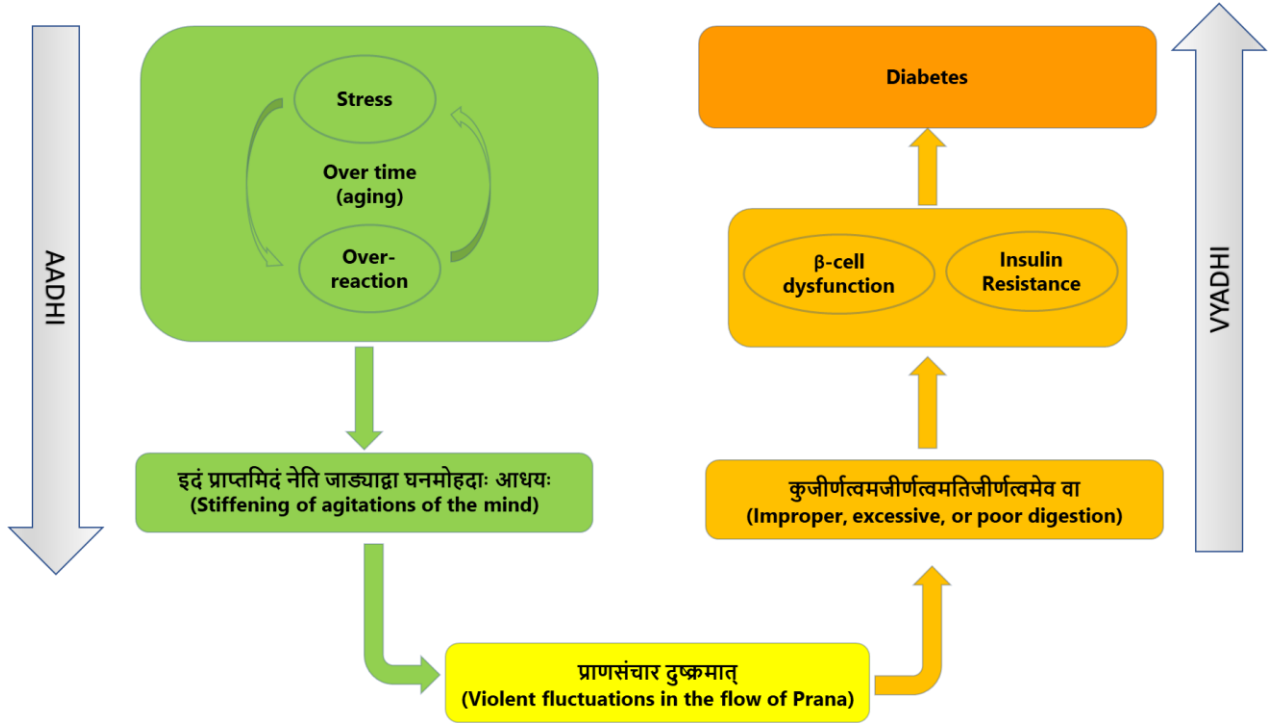 AADHI
Stress
Over time
(aging)
Over-
reaction
इदं प्राप्तमिदं नेति जाड्याद्वा घनमोहदाः आधयः
(Stiffening of agitations of the mind)
प्राणसंचार दुष्क्रमात्
(Violent fluctuations in the flow of Prana)
कुजीर्णत्वमजीर्णत्वमतिजीर्णत्वमेव वा
(Improper, excessive, or poor digestion)
β-cell
dysfunction
Insulin
Resistance
Diabetes
VYADHI